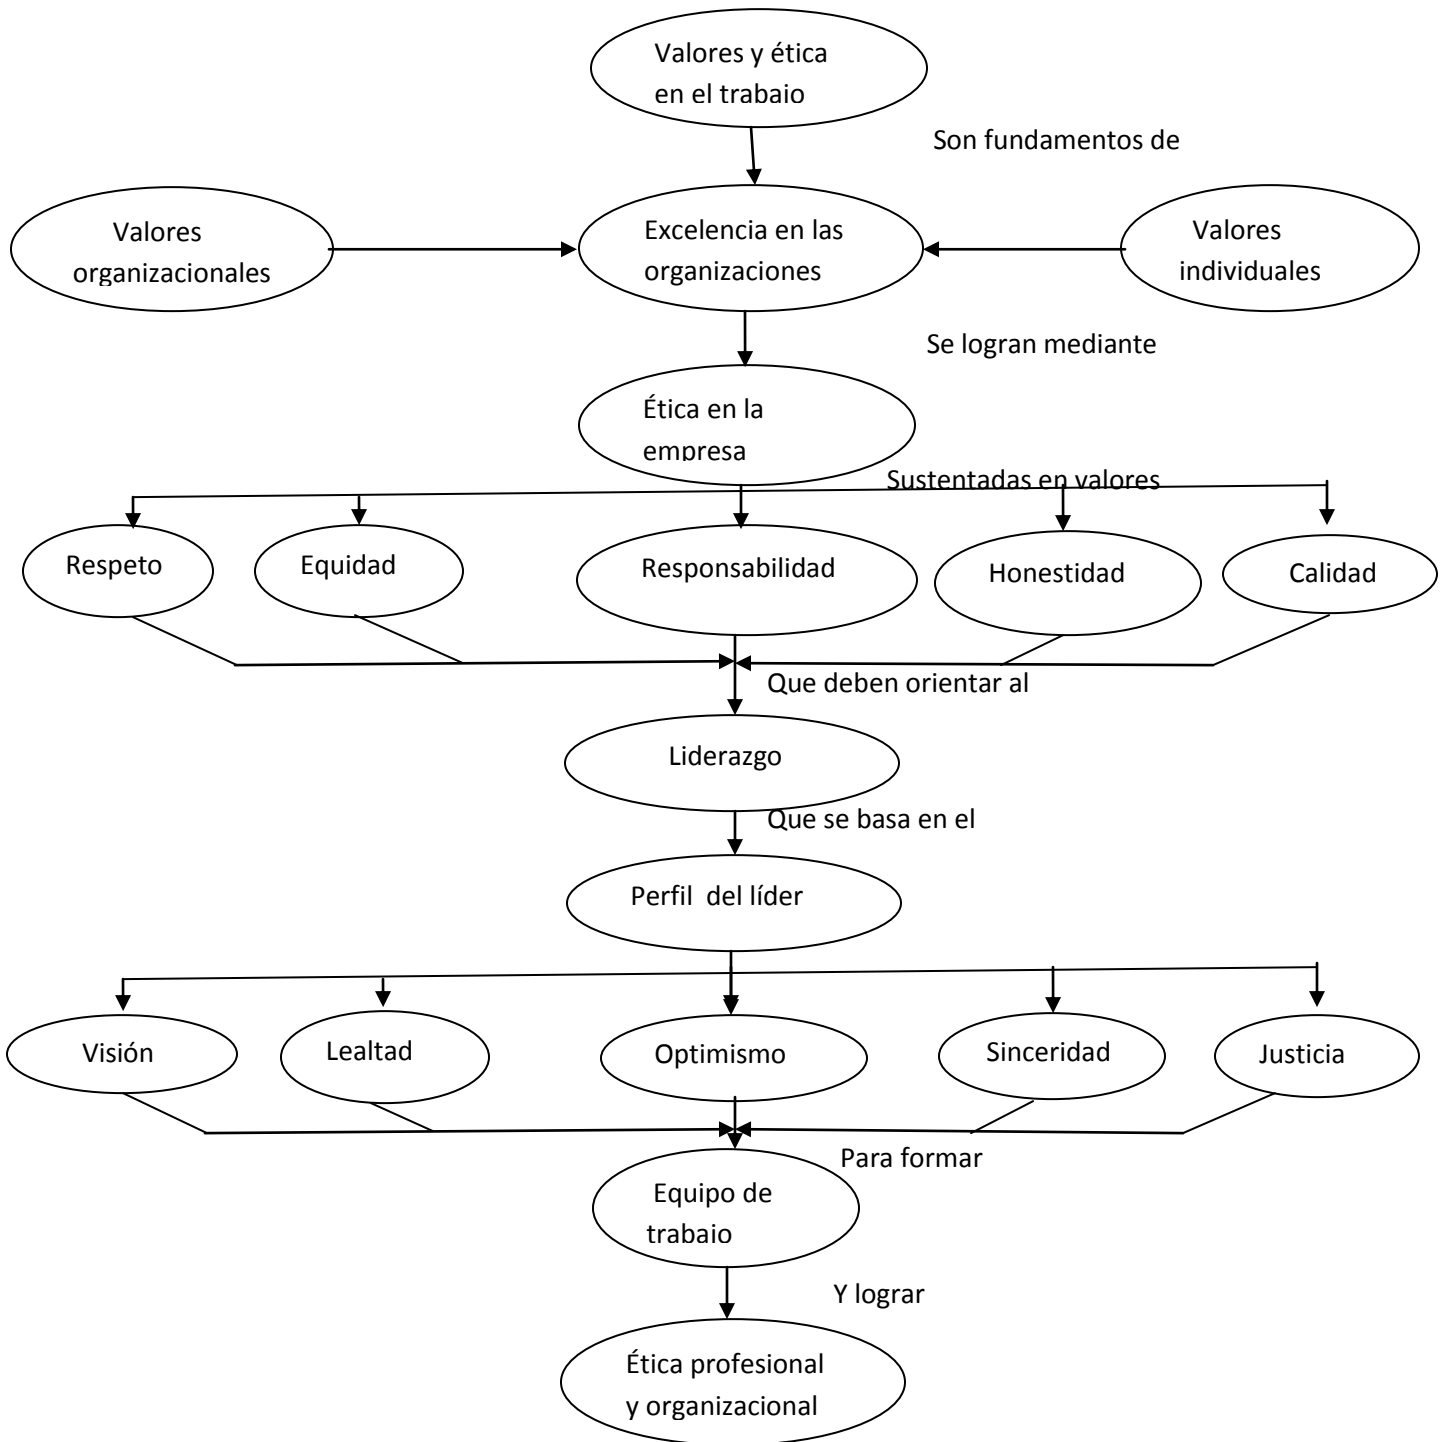 Valores y ética
en el trabajo
Son fundamentos de
Valores
organizacionales
Excelencia en las
organizaciones
Valores
individuales
Se logran mediante
Ética en la
empresa
Sustentadas en valores
Respeto
Equidad
Responsabilidad
Honestidad
Calidad
Que deben orientar al
Liderazgo
Que se basa en el
Perfil del líder
Visión
Lealtad
Optimismo
Sinceridad
Justicia
Para formar
Equipo de
trabajo
Y lograr
Ética profesional
y organizacional